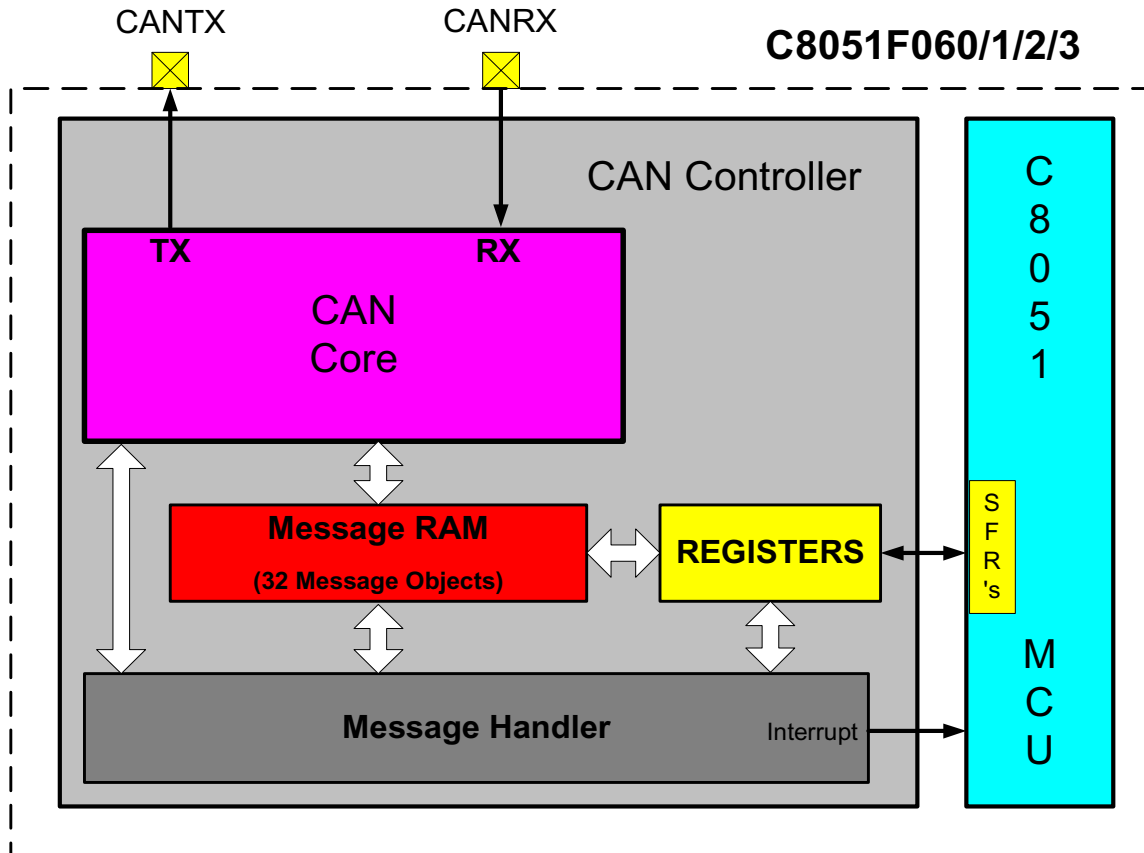 CANTX
CANRX
C8051F060/1/2/3
CAN Controller
C
8
0
5
1
TX
RX
CAN
Core
Message RAM
(32 Message Objects)
REGISTERS
S
F
R
's
M
C
U
Message Handler
Interrupt